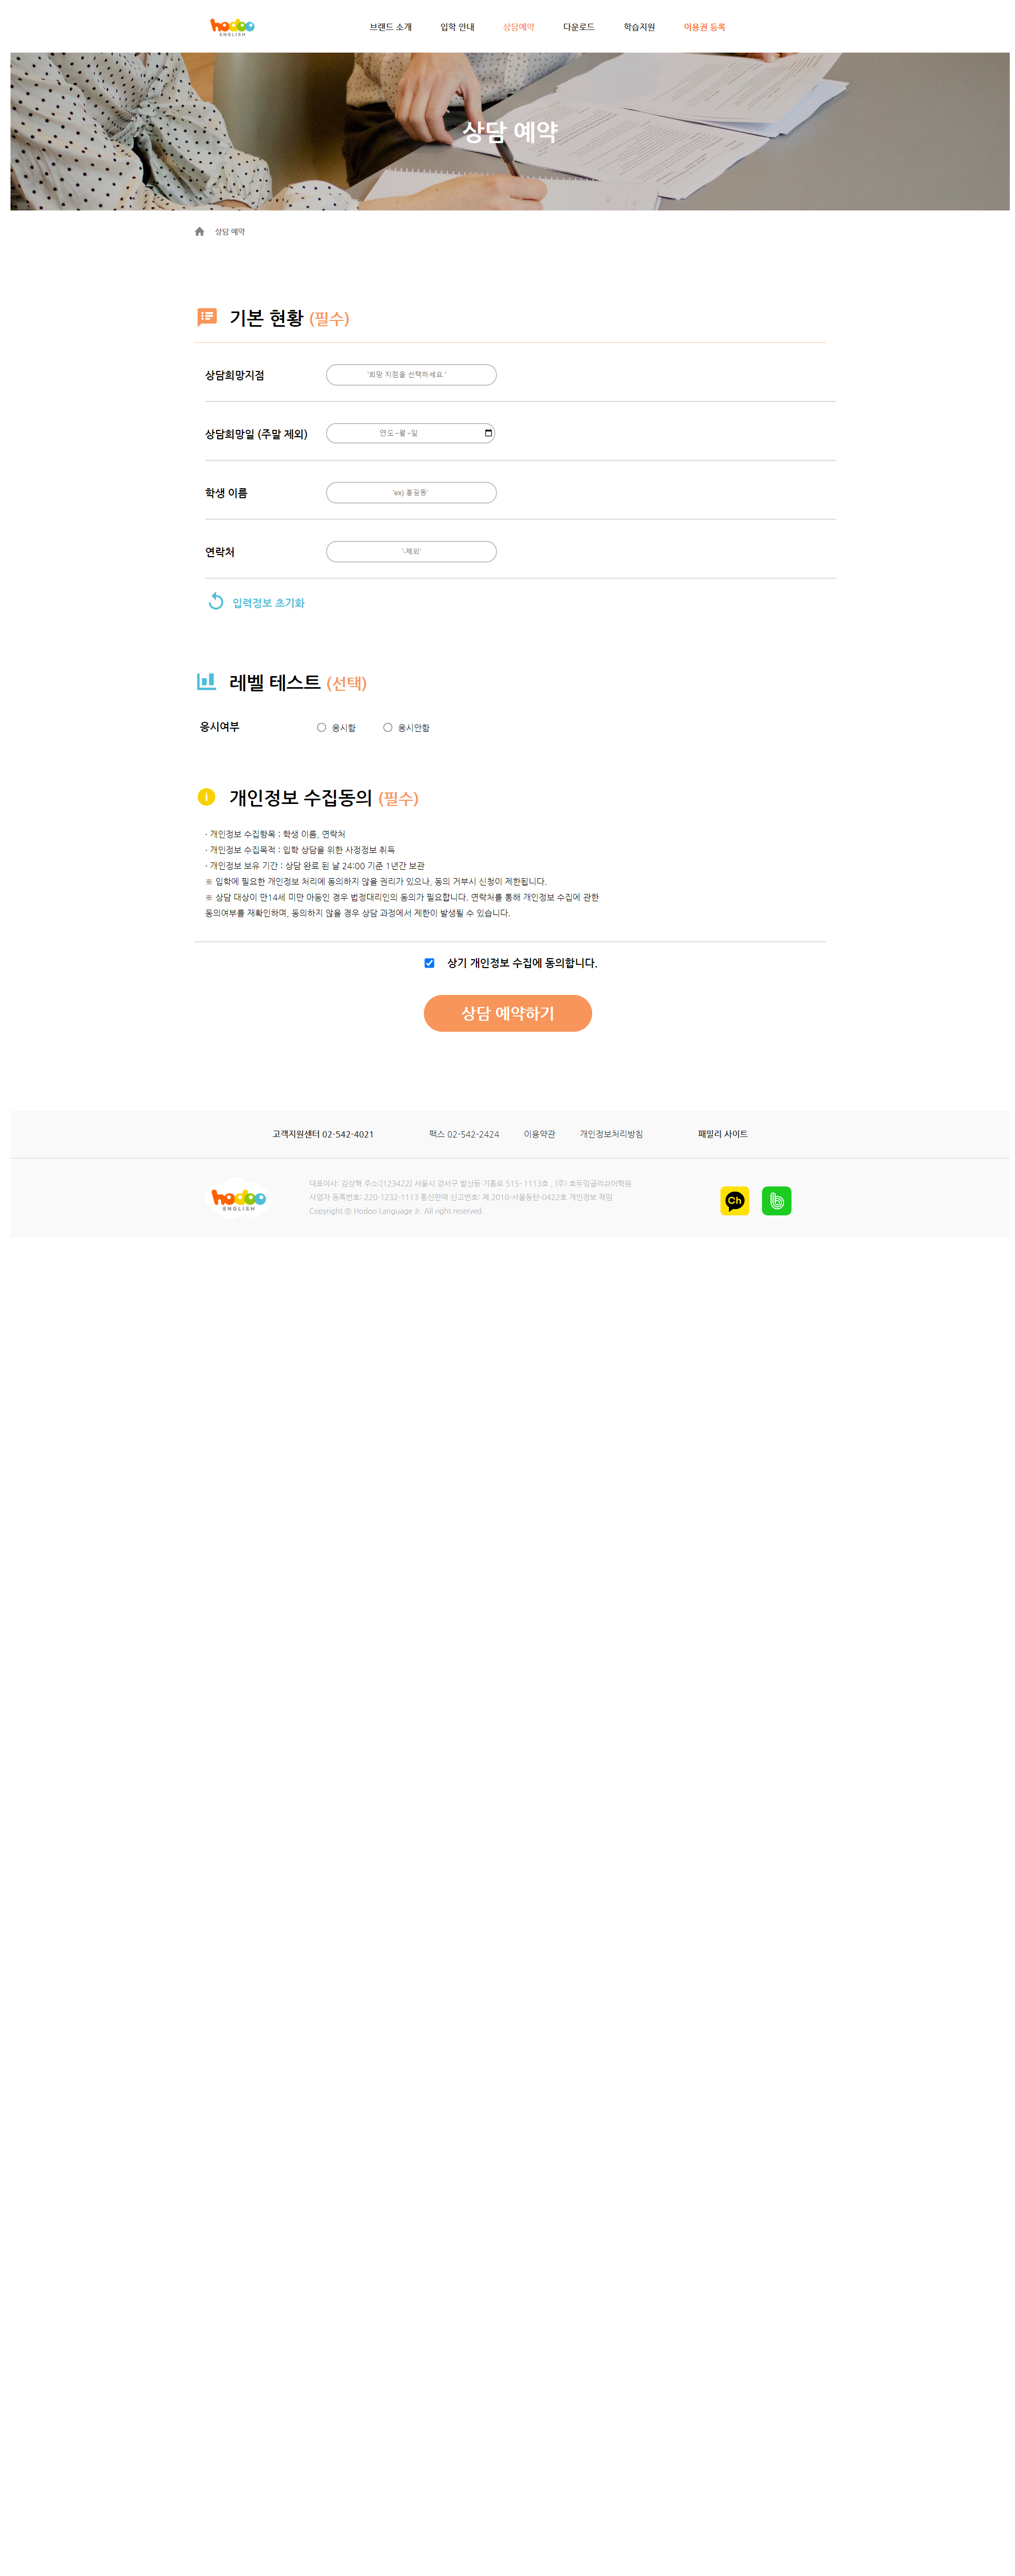 hodoo
ENGLISH
브랜드 소개 입학 안내 상담예약 다운로드 학습지원 이용권 등록
상담 예약
상담 예약
기본 현황 (필수)
상담희망지점 '희망 지점을 선택하세요.'
상담희망일 (주말 제외) 연도-월-일
학생 이름 'ex) 홍길동'
연락처 '-제외'
입력정보 초기화
레벨 테스트 (선택)
응시여부 응시함 응시안함
개인정보 수집동의 (필수)
· 개인정보 수집항목 : 학생 이름, 연락처
· 개인정보 수집목적 : 입학 상담을 위한 사정정보 취득
· 개인정보 보유 기간 : 상담 완료 된 날 24:00 기준 1년간 보관
※ 입학에 필요한 개인정보 처리에 동의하지 않을 권리가 있으나, 동의 거부시 신청이 제한됩니다.
※ 상담 대상이 만14세 미만 아동인 경우 법정대리인의 동의가 필요합니다. 연락처를 통해 개인정보 수집에 관한
동의여부를 재확인하며, 동의하지 않을 경우 상담 과정에서 제한이 발생될 수 있습니다.
상기 개인정보 수집에 동의합니다.
상담 예약하기
고객지원센터 02-542-4021 팩스 02-542-2424 이용약관 개인정보처리방침 패밀리 사이트
hodoo
ENGLISH
대표이사: 김상혁 주소:[123422] 서울시 강서구 발산동 기흥로 515- 1113호 , (주) 호두잉글리쉬어학원
사업자 등록번호: 220-1232-1113 통신판매 신고번호: 제 2010-서울동탄-0422호 개인정보 책임
Copyright ⓒ Hodoo Language Jr. All right reserved.
Ch